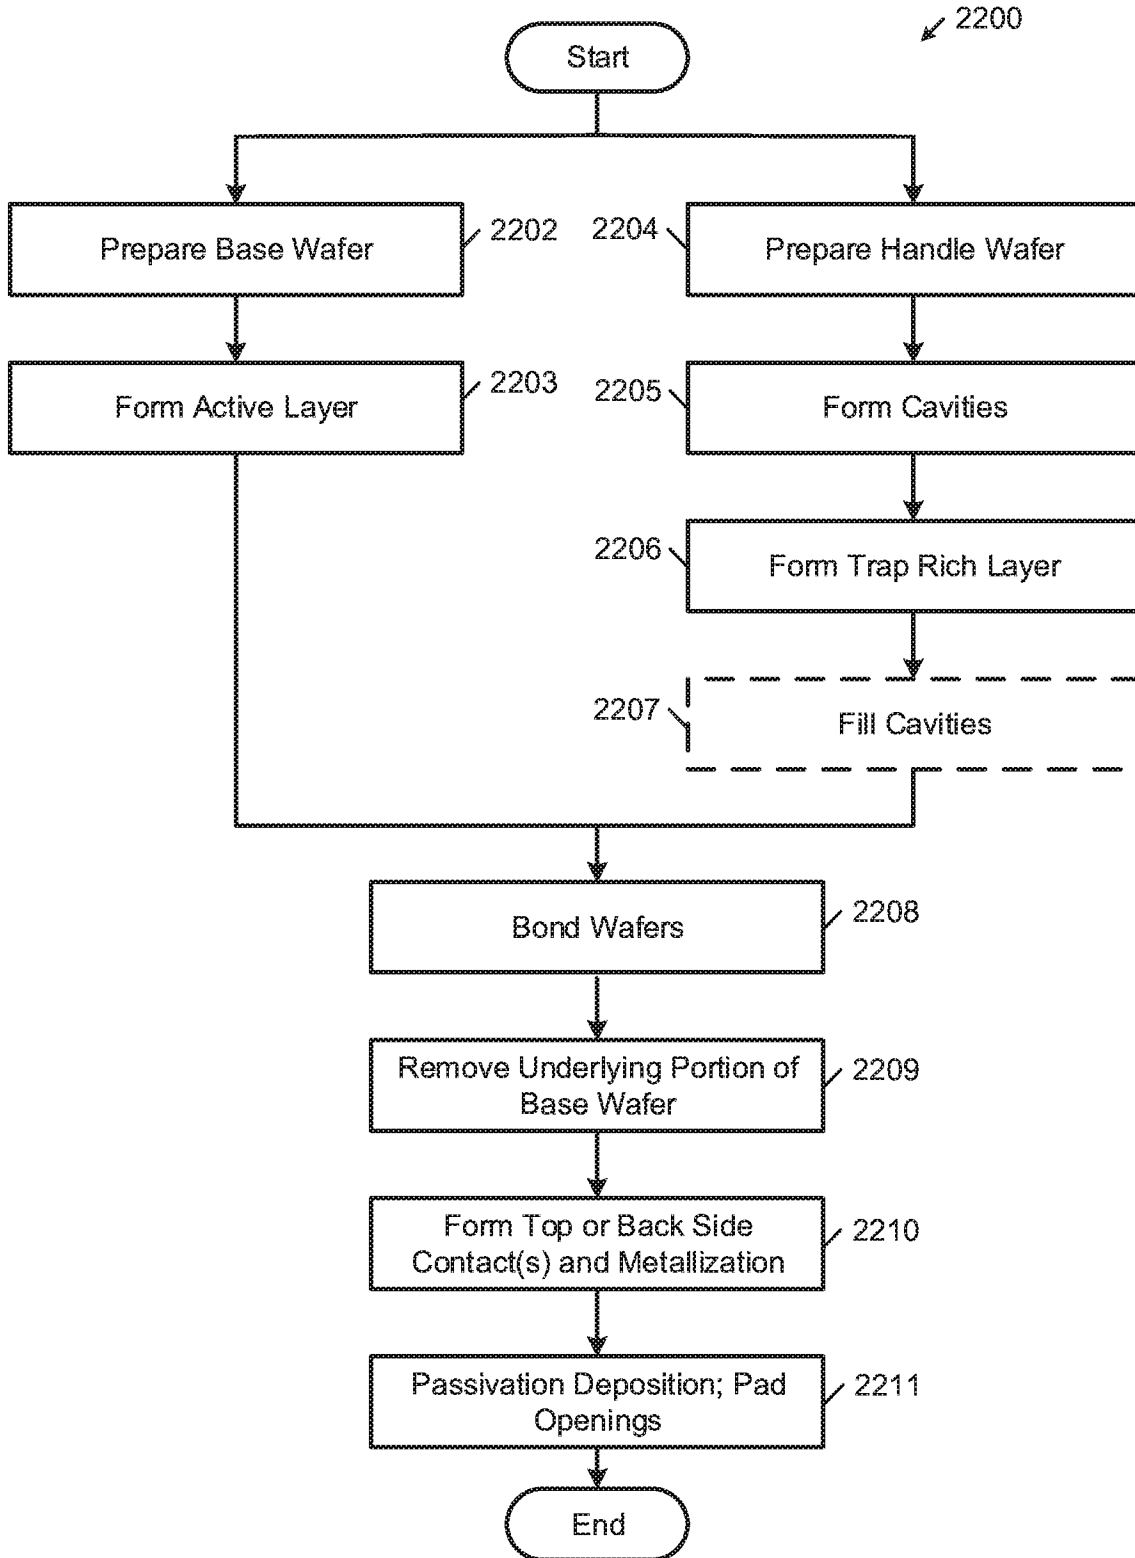 2200
Start
Prepare Base Wafer
2202
2204
Prepare Handle Wafer
Form Active Layer
2203
2205
Form Cavities
2206
Form Trap Rich Layer
2207
Fill Cavities
Bond Wafers
2208
Remove Underlying Portion of
Base Wafer
2209
Form Top or Back Side
Contact(s) and Metallization
2210
Passivation Deposition; Pad
Openings
2211
End